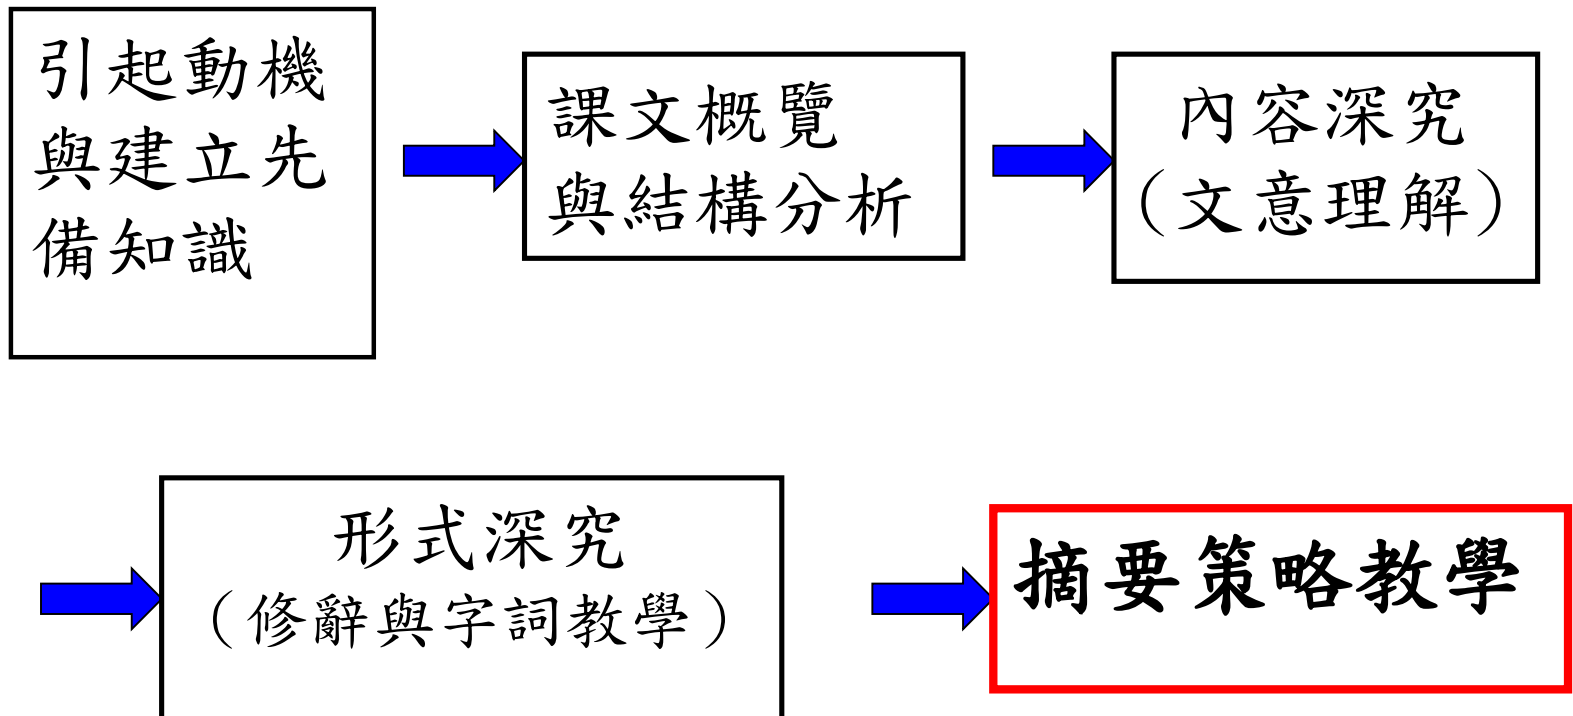 引起動機
與建立先
備知識
課文概覽
與結構分析
內容深究
（文意理解）
形式深究
（修辭與字詞教學）
摘要策略教學